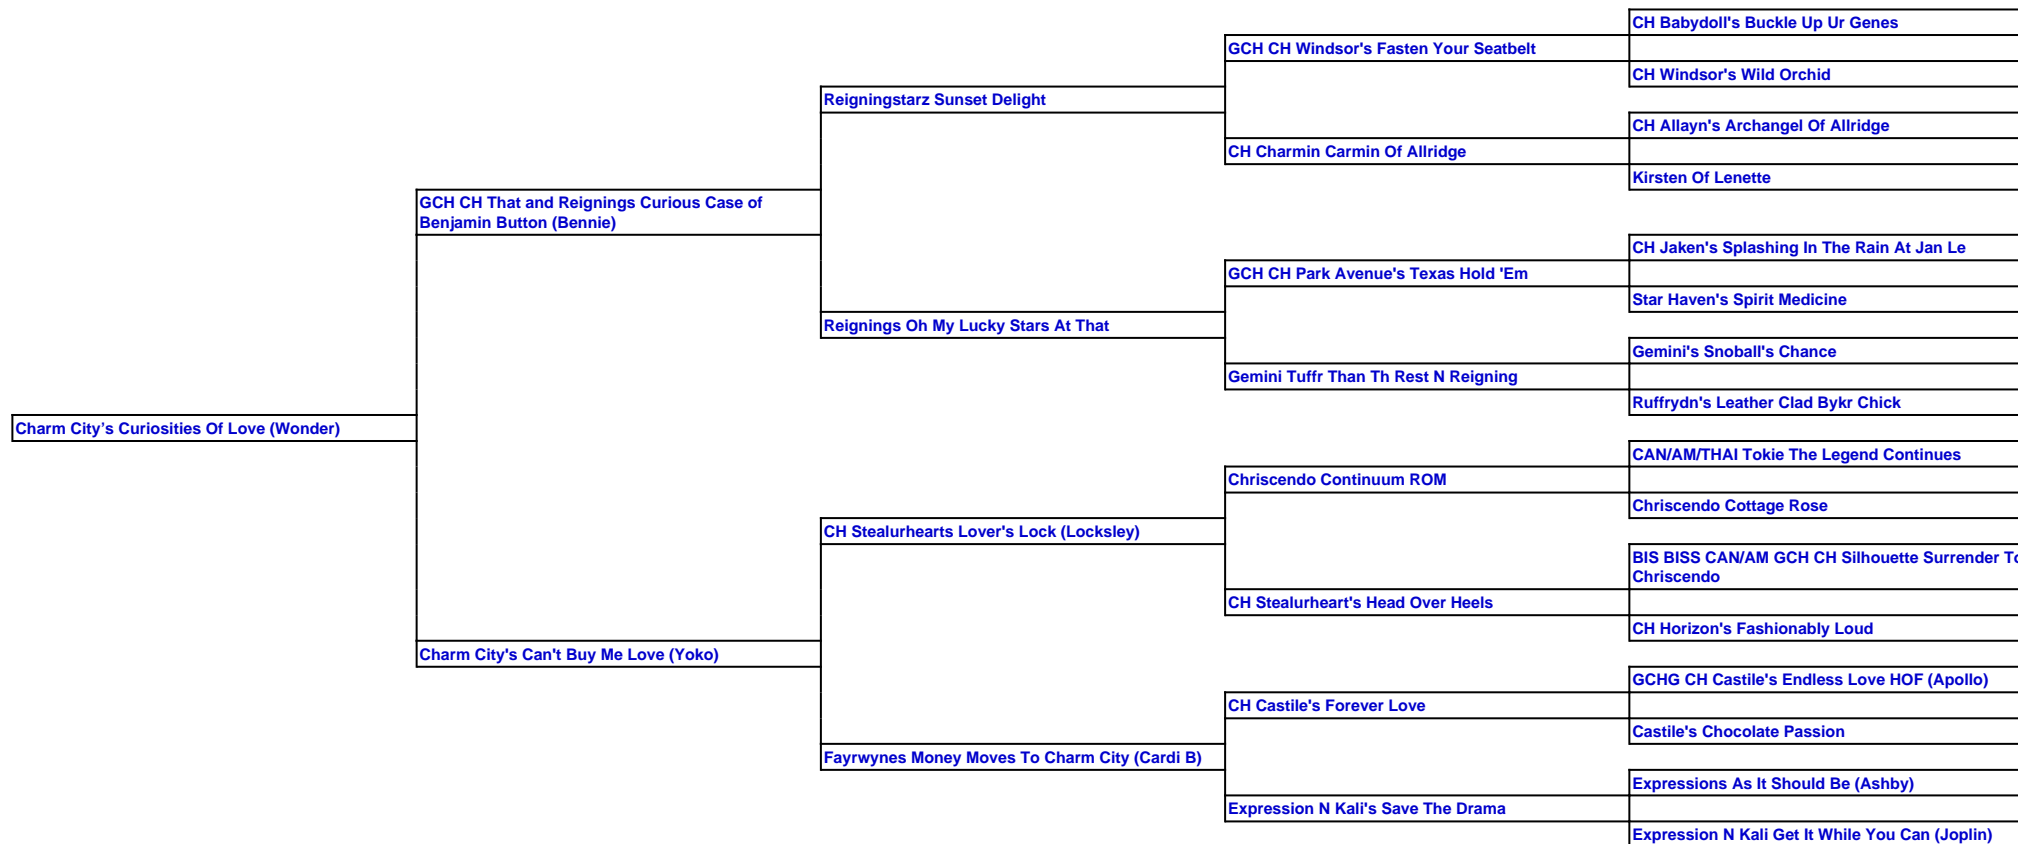 CH Babydoll's Buckle Up Ur Genes
GCH CH Windsor's Fasten Your Seatbelt
CH Windsor's Wild Orchid
Reigningstarz Sunset Delight
CH Allayn's Archangel Of Allridge
CH Charmin Carmin Of Allridge
Kirsten Of Lenette
GCH CH That and Reignings Curious Case of
Benjamin Button (Bennie)
CH Jaken's Splashing In The Rain At Jan Le
GCH CH Park Avenue's Texas Hold 'Em
Star Haven's Spirit Medicine
Reignings Oh My Lucky Stars At That
Gemini's Snoball's Chance
Gemini Tuffr Than Th Rest N Reigning
Ruffrydn's Leather Clad Bykr Chick
Charm City’s Curiosities Of Love (Wonder)
CAN/AM/THAI Tokie The Legend Continues
Chriscendo Continuum ROM
Chriscendo Cottage Rose
CH Stealurhearts Lover's Lock (Locksley)
BIS BISS CAN/AM GCH CH Silhouette Surrender
Chriscendo
CH Stealurheart's Head Over Heels
CH Horizon's Fashionably Loud
Charm City's Can't Buy Me Love (Yoko)
GCHG CH Castile's Endless Love HOF (Apollo)
CH Castile's Forever Love
Castile's Chocolate Passion
Fayrwynes Money Moves To Charm City (Cardi B)
Expressions As It Should Be (Ashby)
Expression N Kali's Save The Drama
Expression N Kali Get It While You Can (Joplin)